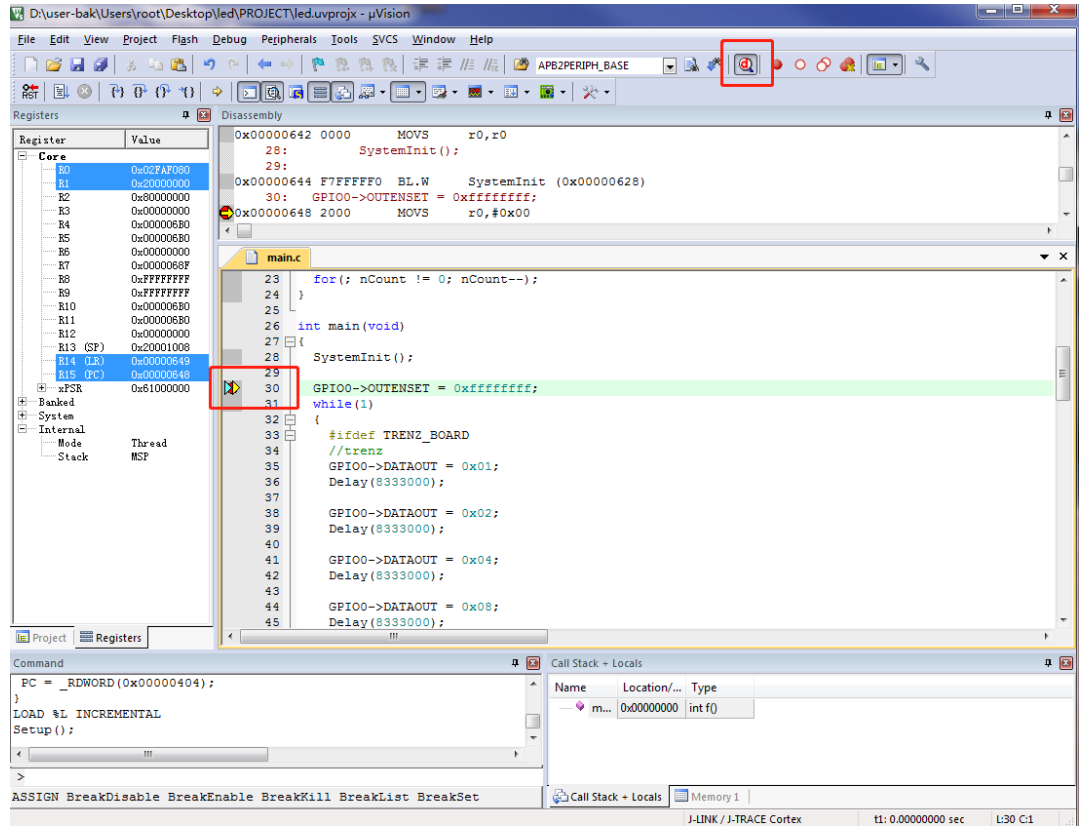 D:\user-bak\Users\root\Desktop\led\PROJECT\led.uvprojx - µVision
File Edit View Project Flash Debug Peripherals Tools SVCS Window Help
APB2PERIPH_BASE
RST
Registers
Register Value
Core
R0 0x02FAF080
R1 0x20000000
R2 0x80000000
R3 0x00000000
R4 0x000006B0
R5 0x000006B0
R6 0x00000000
R7 0x0000068F
R8 0xFFFFFFFF
R9 0xFFFFFFFF
R10 0x000006B0
R11 0x000006B0
R12 0x00000000
R13 (SP) 0x20001008
R14 (LR) 0x00000649
R15 (PC) 0x00000648
xPSR 0x61000000
Banked
System
Internal
Mode Thread
Stack MSP
Project Registers
Disassembly
0x00000642 0000 MOVS r0,r0
28: SystemInit();
29:
0x00000644 F7FFFFF0 BL.W SystemInit (0x00000628)
30: GPIO0->OUTENSET = 0xffffffff;
0x00000648 2000 MOVS r0,#0x00
main.c
23 for(; nCount != 0; nCount--);
24 }
25
26 int main(void)
27 {
28 SystemInit();
29
30 GPIO0->OUTENSET = 0xffffffff;
31 while(1)
32 {
33 #ifdef TRENZ_BOARD
34 //trenz
35 GPIO0->DATAOUT = 0x01;
36 Delay(8333000);
37
38 GPIO0->DATAOUT = 0x02;
39 Delay(8333000);
40
41 GPIO0->DATAOUT = 0x04;
42 Delay(8333000);
43
44 GPIO0->DATAOUT = 0x08;
45 Delay(8333000);
Command
PC = _RDWORD(0x00000404);
}
LOAD %L INCREMENTAL
Setup();
>
ASSIGN BreakDisable BreakEnable BreakKill BreakList BreakSet
Call Stack + Locals
Name Location/... Type
m... 0x00000000 int f()
Call Stack + Locals Memory 1
J-LINK / J-TRACE Cortex t1: 0.00000000 sec L:30 C:1